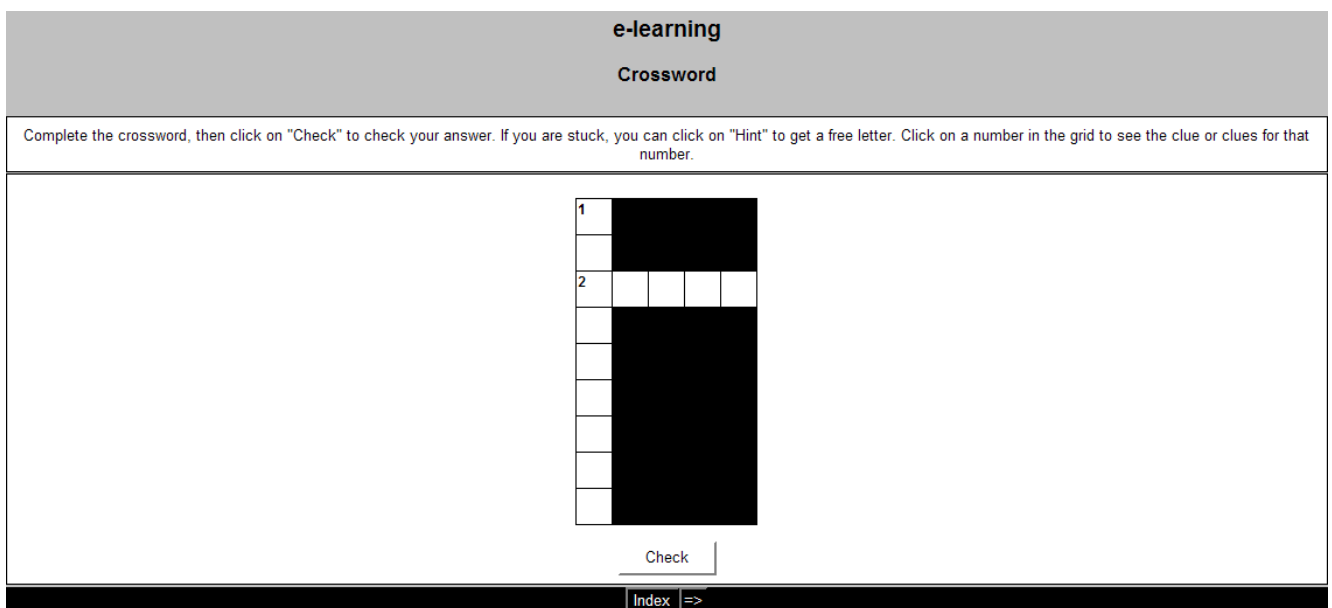 e-learning
Crossword
Complete the crossword, then click on "Check" to check your answer. If you are stuck, you can click on "Hint" to get a free letter. Click on a number in the grid to see the clue or clues for that
number.
1
2
Check
Index =>